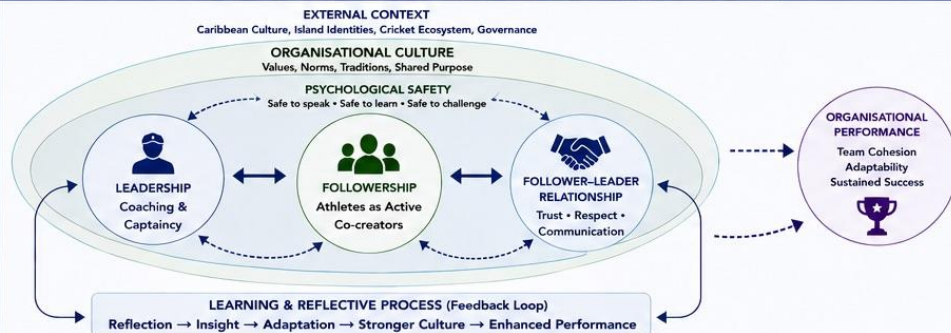 EXTERNAL CONTEXT
Caribbean Culture, Island Identities, Cricket Ecosystem, Governance
ORGANISATIONAL CULTURE
Values, Norms, Traditions, Shared Purpose
PSYCHOLOGICAL SAFETY
Safe to speak • Safe to learn • Safe to challenge
LEADERSHIP
Coaching &
Captaincy
FOLLOWERSHIP
Athletes as Active
Co-creators
FOLLOWER–LEADER
RELATIONSHIP
Trust • Respect •
Communication
ORGANISATIONAL
PERFORMANCE
Team Cohesion
Adaptability
Sustained Success
LEARNING & REFLECTIVE PROCESS (Feedback Loop)
Reflection → Insight → Adaptation → Stronger Culture → Enhanced Performance